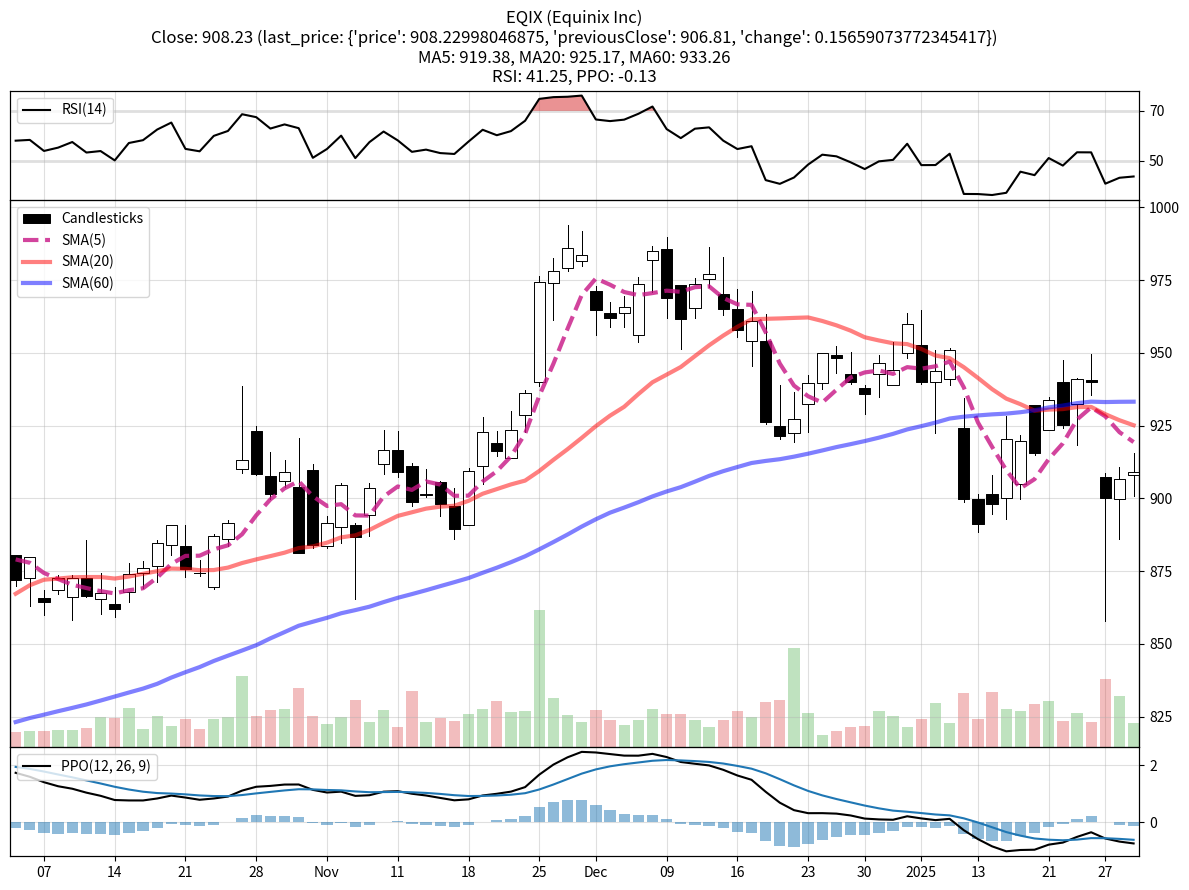 EQIX (Equinix Inc)
Close: 908.23 (last_price: {'price': 908.22998046875, 'previousClose': 906.81, 'change': 0.15659073772345417})
MA5: 919.38, MA20: 925.17, MA60: 933.26
RSI: 41.25, PPO: -0.13
RSI(14)
70
50
Candlesticks
SMA(5)
SMA(20)
SMA(60)
1000
975
950
925
900
875
850
825
PPO(12, 26, 9)
2
0
07 14 21 28 Nov 11 18 25 Dec 09 16 23 30 2025 13 21 27